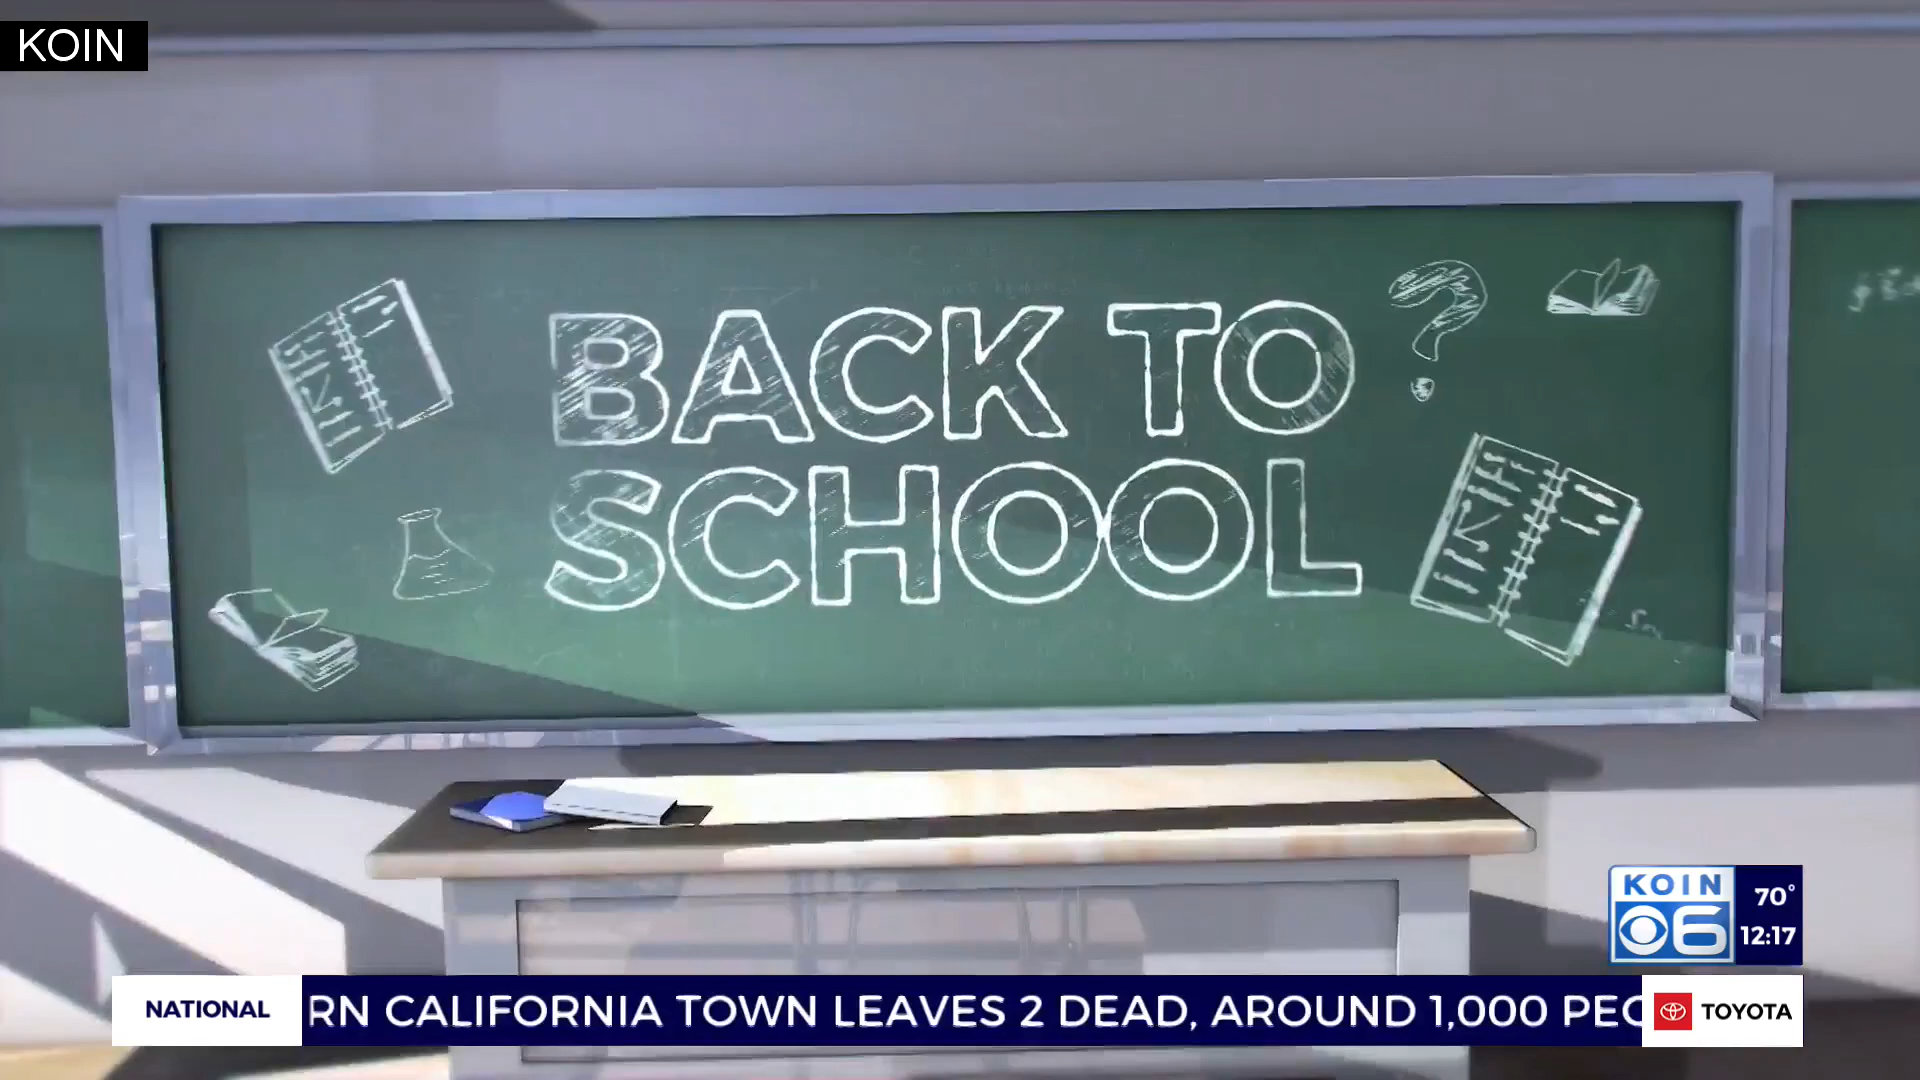 KOIN
BACK TO
SCHOOL
KOIN
6
70°
12:17
NATIONAL
RN CALIFORNIA TOWN LEAVES 2 DEAD, AROUND 1,000 PEO
TOYOTA